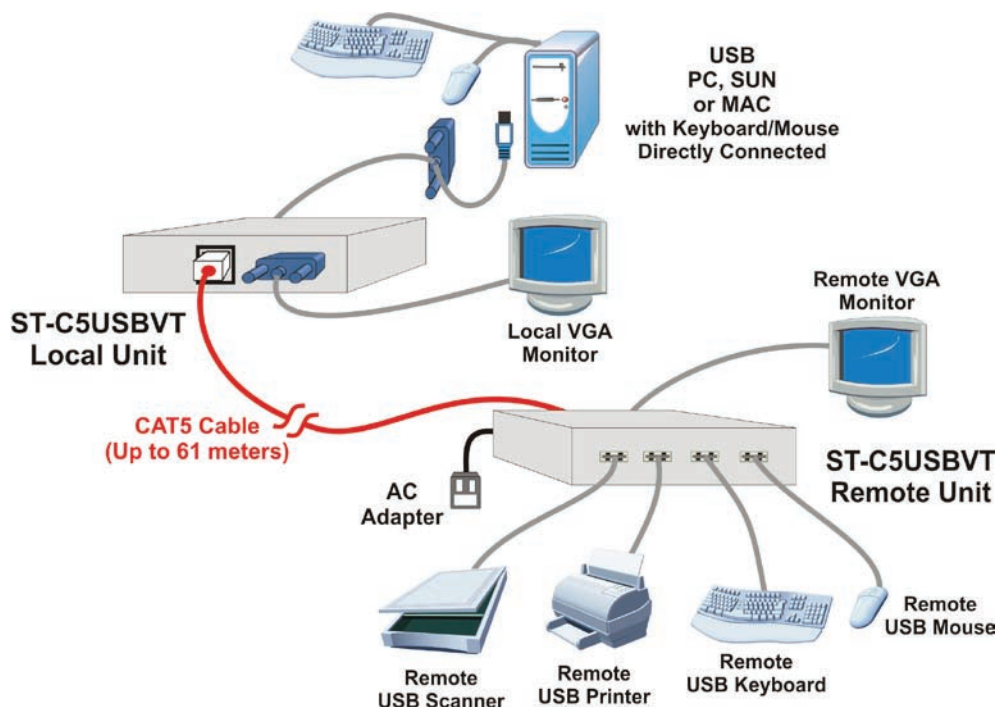 USB
PC, SUN
or MAC
with Keyboard/Mouse
Directly Connected
ST-C5USBVT
Local Unit
Local VGA
Monitor
Remote VGA
Monitor
CAT5 Cable
(Up to 61 meters)
AC
Adapter
ST-C5USBVT
Remote Unit
Remote
USB Scanner
Remote
USB Printer
Remote
USB Keyboard
Remote
USB Mouse